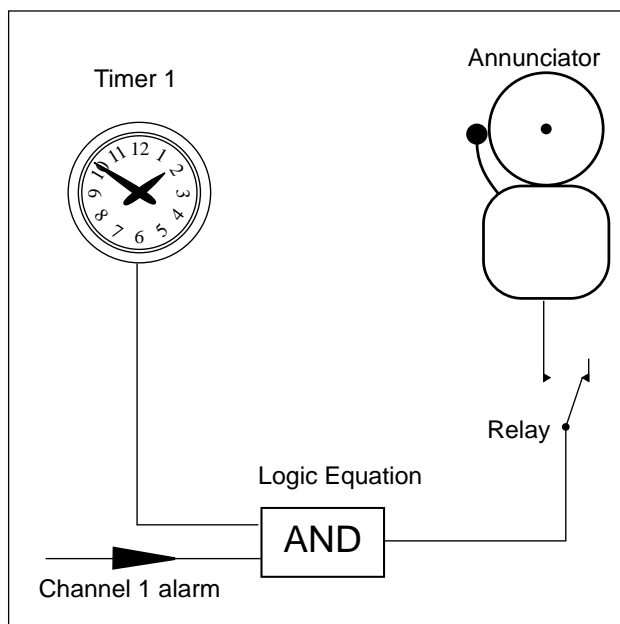 Annunciator
Timer 1
12
11
1
10
2
9
3
8
4
7
5
6
Relay
Logic Equation
AND
Channel 1 alarm